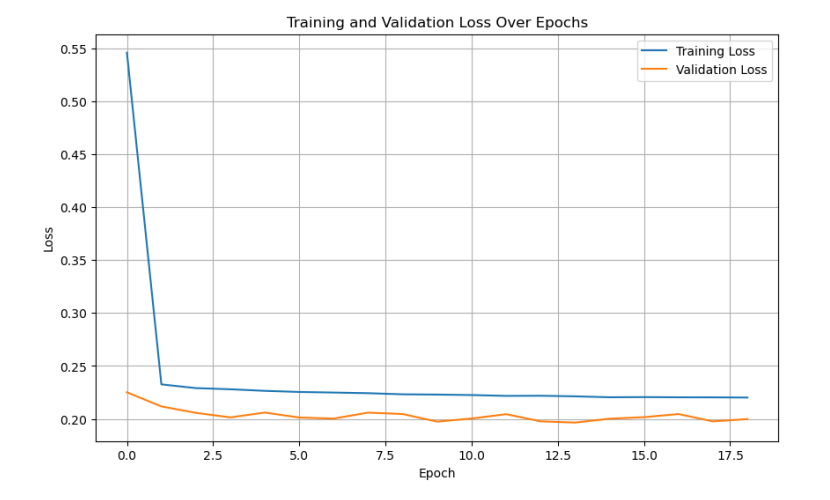 Training and Validation Loss Over Epochs
Training Loss
Validation Loss
0.55
0.50
0.45
0.40
0.35
0.30
0.25
0.20
Loss
0.0 2.5 5.0 7.5 10.0 12.5 15.0 17.5
Epoch